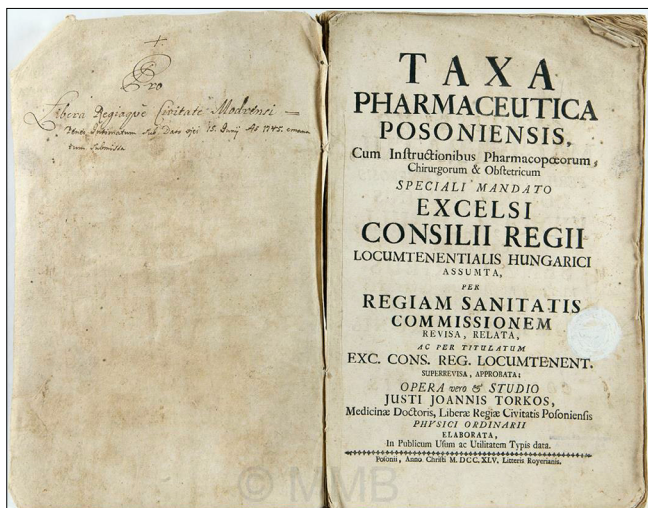 Pro
Libera Regiaque Civitate Modrensi =
Ao 1745.
TAXA
PHARMACEUTICA
POSONIENSIS,
Cum Instructionibus Pharmacopœorum,
Chirurgorum & Obstetricum
SPECIALI MANDATO
EXCELSI
CONSILII REGII
LOCUMTENENTIALIS HUNGARICI
ASSUMTA,
PER
REGIAM SANITATIS
COMMISSIONEM
REVISA, RELATA,
AC PER TITULATUM
EXC. CONS. REG. LOCUMTENENT.
SUPERREVISA, APPROBATA;
OPERA vero & STUDIO
JUSTI JOANNIS TORKOS,
Medicinæ Doctoris, Liberæ Regiæ Civitatis Posoniensis
PHYSICI ORDINARII
ELABORATA,
In Publicum Usum ac Utilitatem Typis data.
Posonii, Anno Christi M. DCC. XLV. Litteris Royerianis.
© MMB